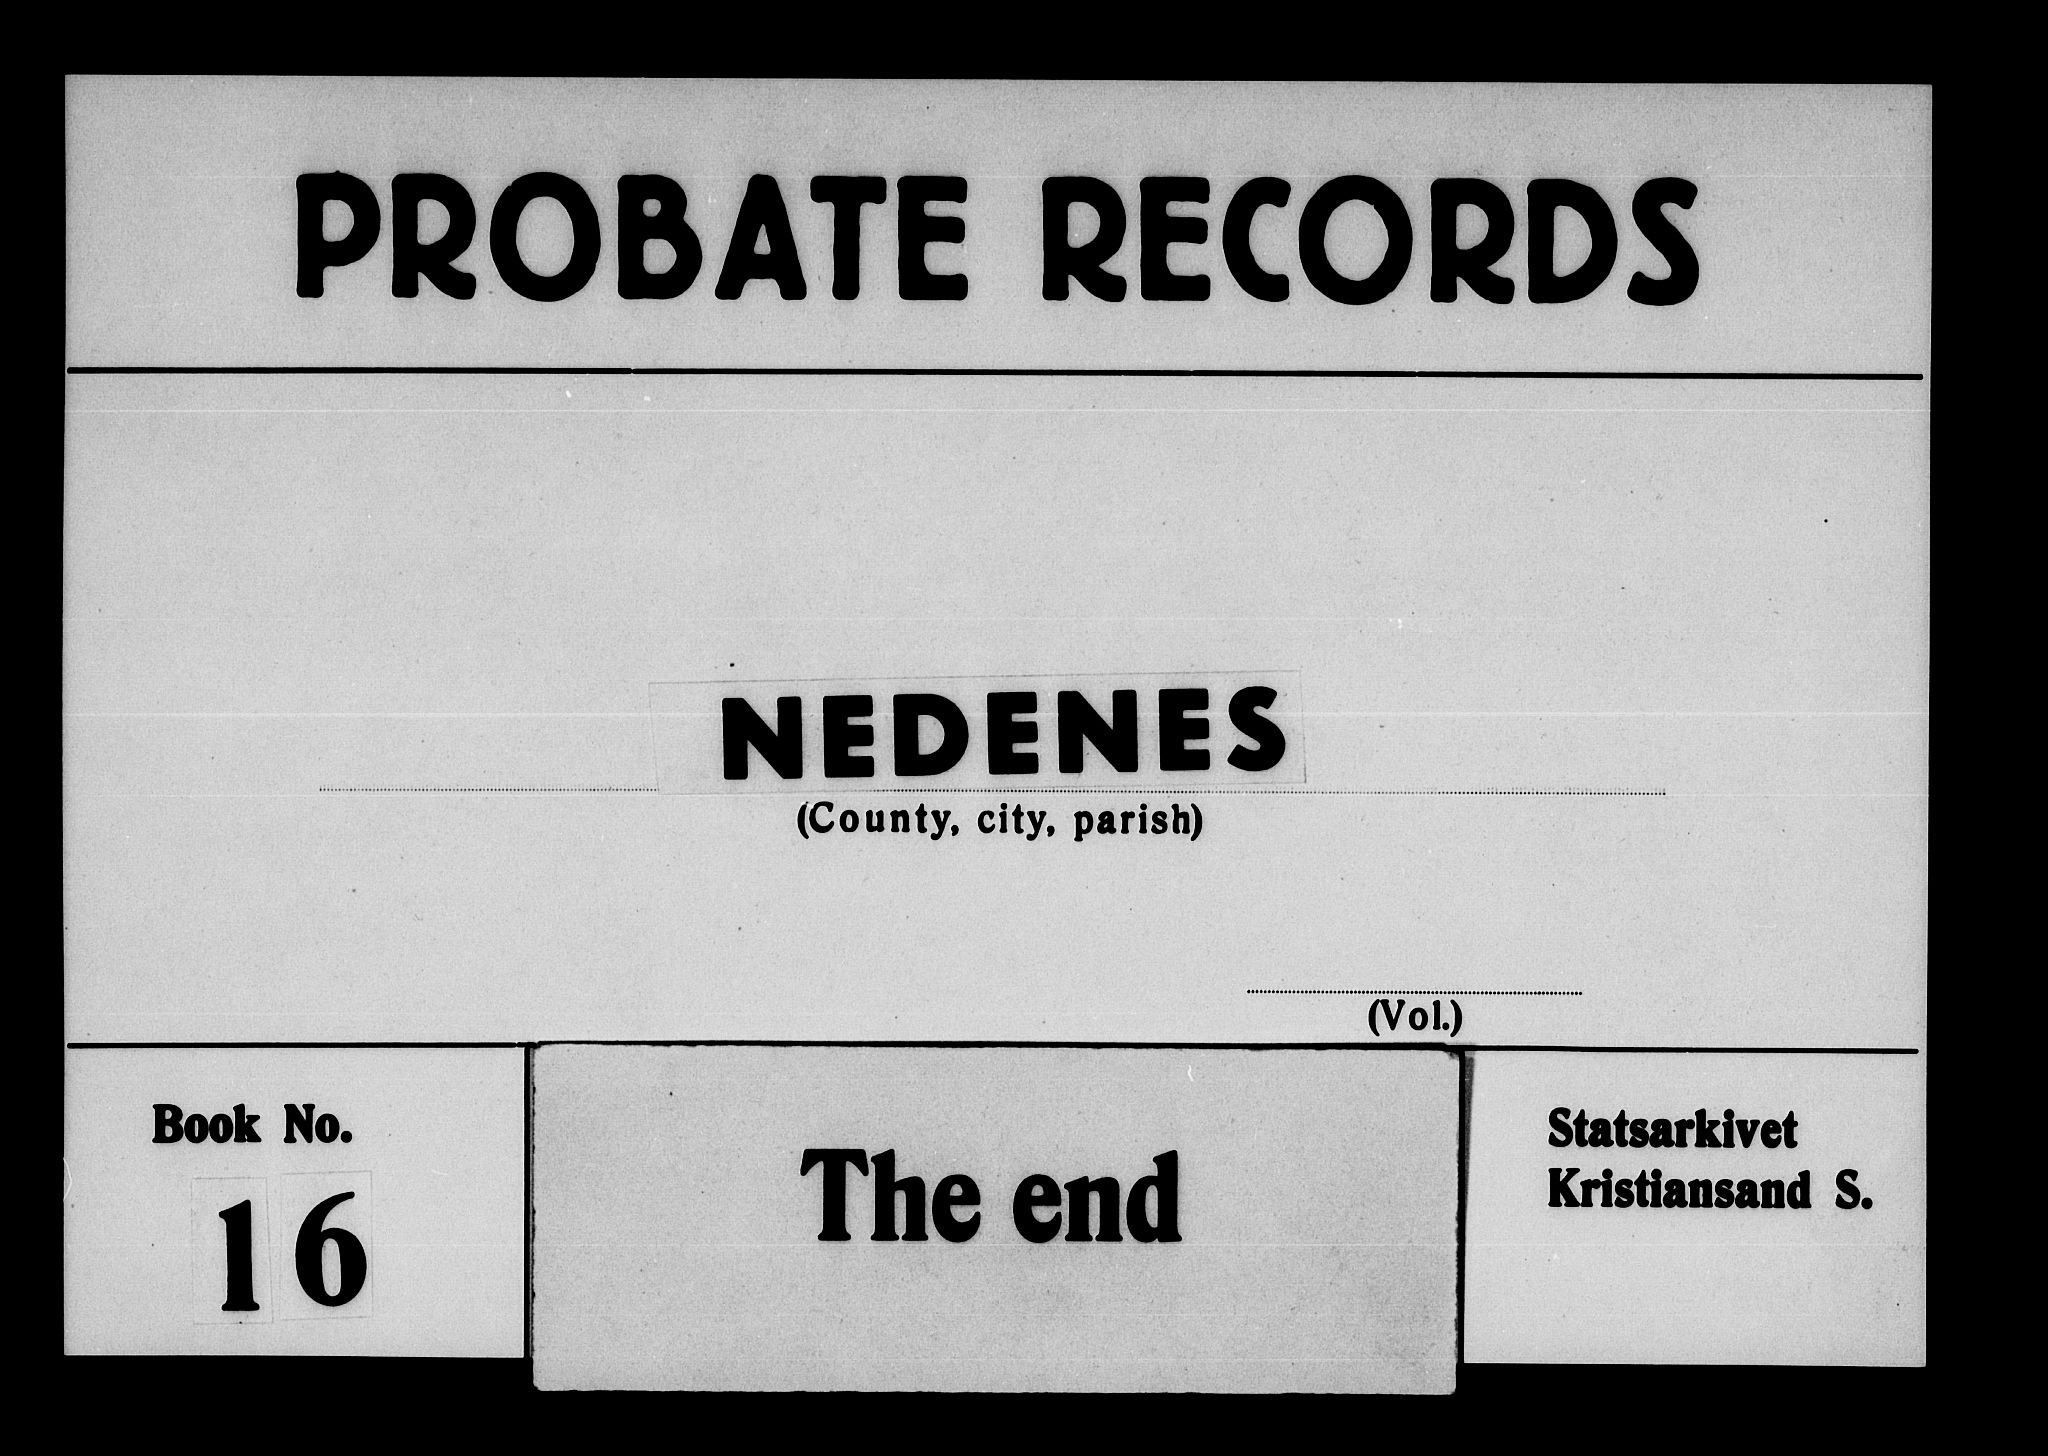 PROBATE RECORDS
NEDENES
(County, city, parish)
(Vol.)
Book No.
16
The end
Statsarkivet
Kristiansand S.